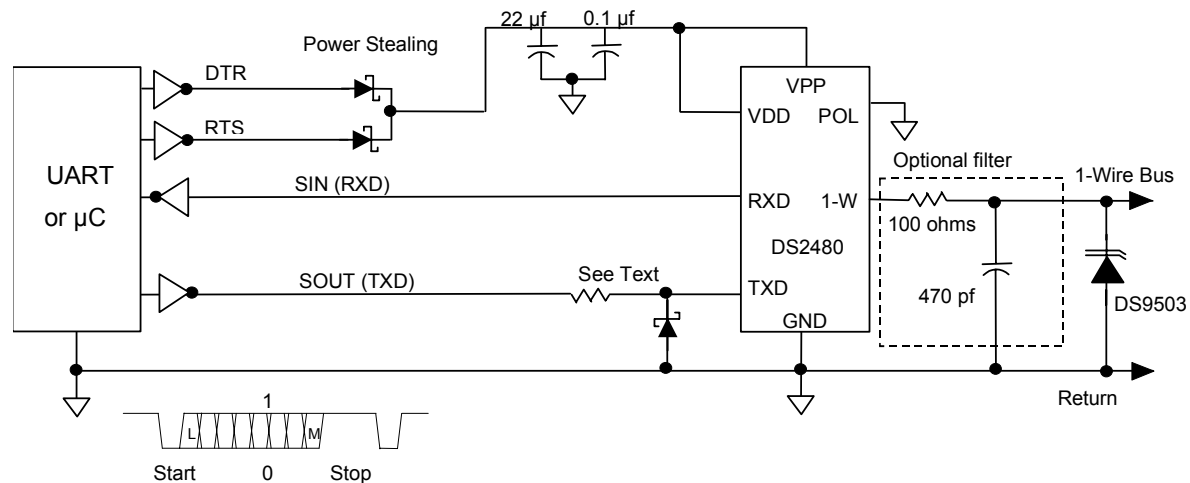 22 µf
0.1 µf
Power Stealing
DTR
RTS
UART
or µC
SIN (RXD)
SOUT (TXD)
See Text
VPP
VDD
POL
RXD
1-W
DS2480
TXD
GND
Optional filter
100 ohms
470 pf
1-Wire Bus
DS9503
Return
1
L
M
Start
0
Stop